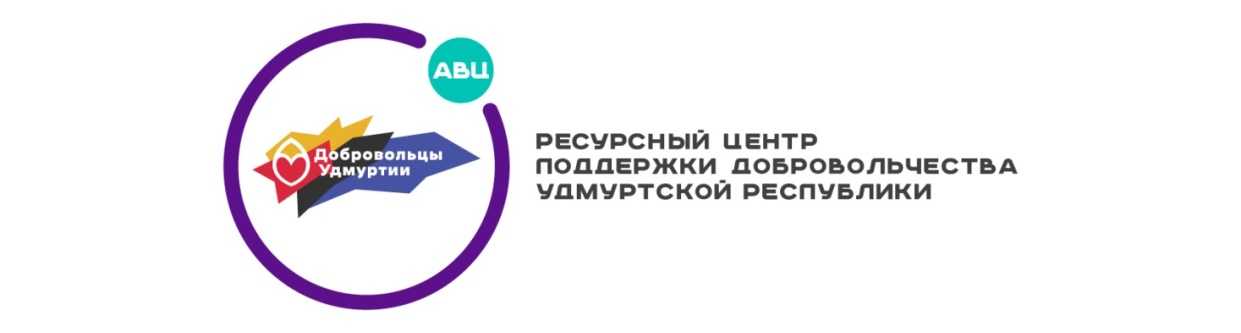 АВЦ
Добровольцы
Удмуртии
РЕСУРСНЫЙ ЦЕНТР
ПОДДЕРЖКИ ДОБРОВОЛЬЧЕСТВА
УДМУРТСКОЙ РЕСПУБЛИКИ